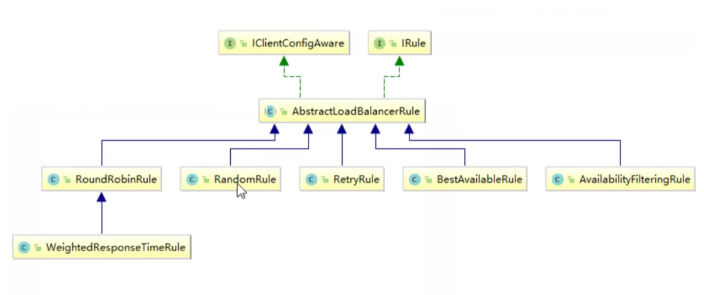 IClientConfigAware
IRule
AbstractLoadBalancerRule
RoundRobinRule
RandomRule
RetryRule
BestAvailableRule
AvailabilityFilteringRule
WeightedResponseTimeRule